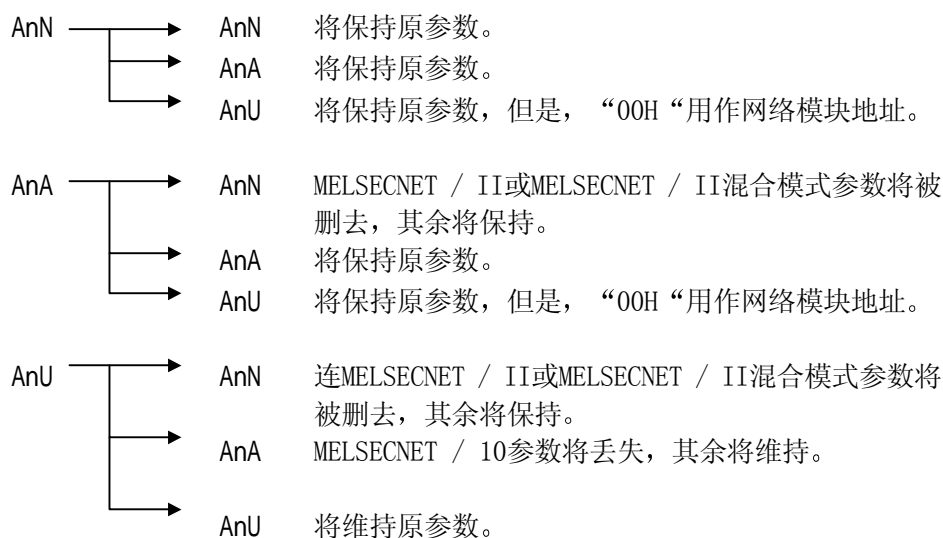 AnN AnN 将保持原参数。
AnA 将保持原参数。
AnU 将保持原参数，但是，“00H“用作网络模块地址。
AnA AnN MELSECNET / II或MELSECNET / II混合模式参数将被
删去，其余将保持。
AnA 将保持原参数。
AnU 将保持原参数，但是，“00H“用作网络模块地址。
AnU AnN 连MELSECNET / II或MELSECNET / II混合模式参数将
被删去，其余将保持。
AnA MELSECNET / 10参数将丢失，其余将维持。
AnU 将维持原参数。